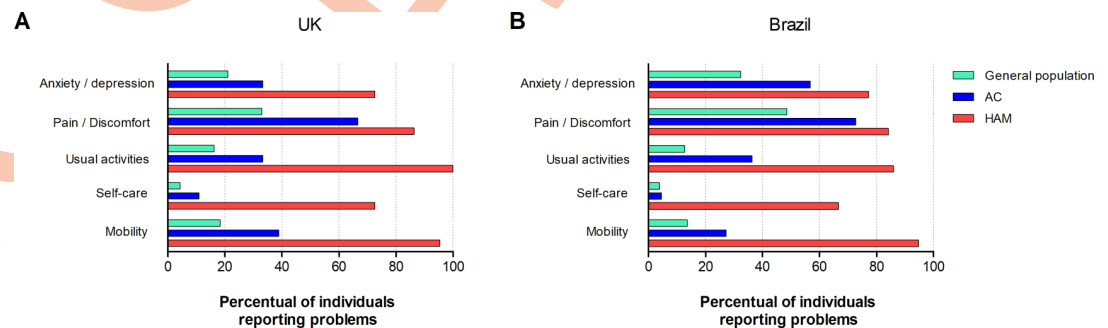 A
UK
Anxiety / depression
Pain / Discomfort
Usual activities
Self-care
Mobility
0 20 40 60 80 100
Percentual of individuals
reporting problems
B
Brazil
Anxiety / depression
Pain / Discomfort
Usual activities
Self-care
Mobility
0 20 40 60 80 100
Percentual of individuals
reporting problems
General population
AC
HAM